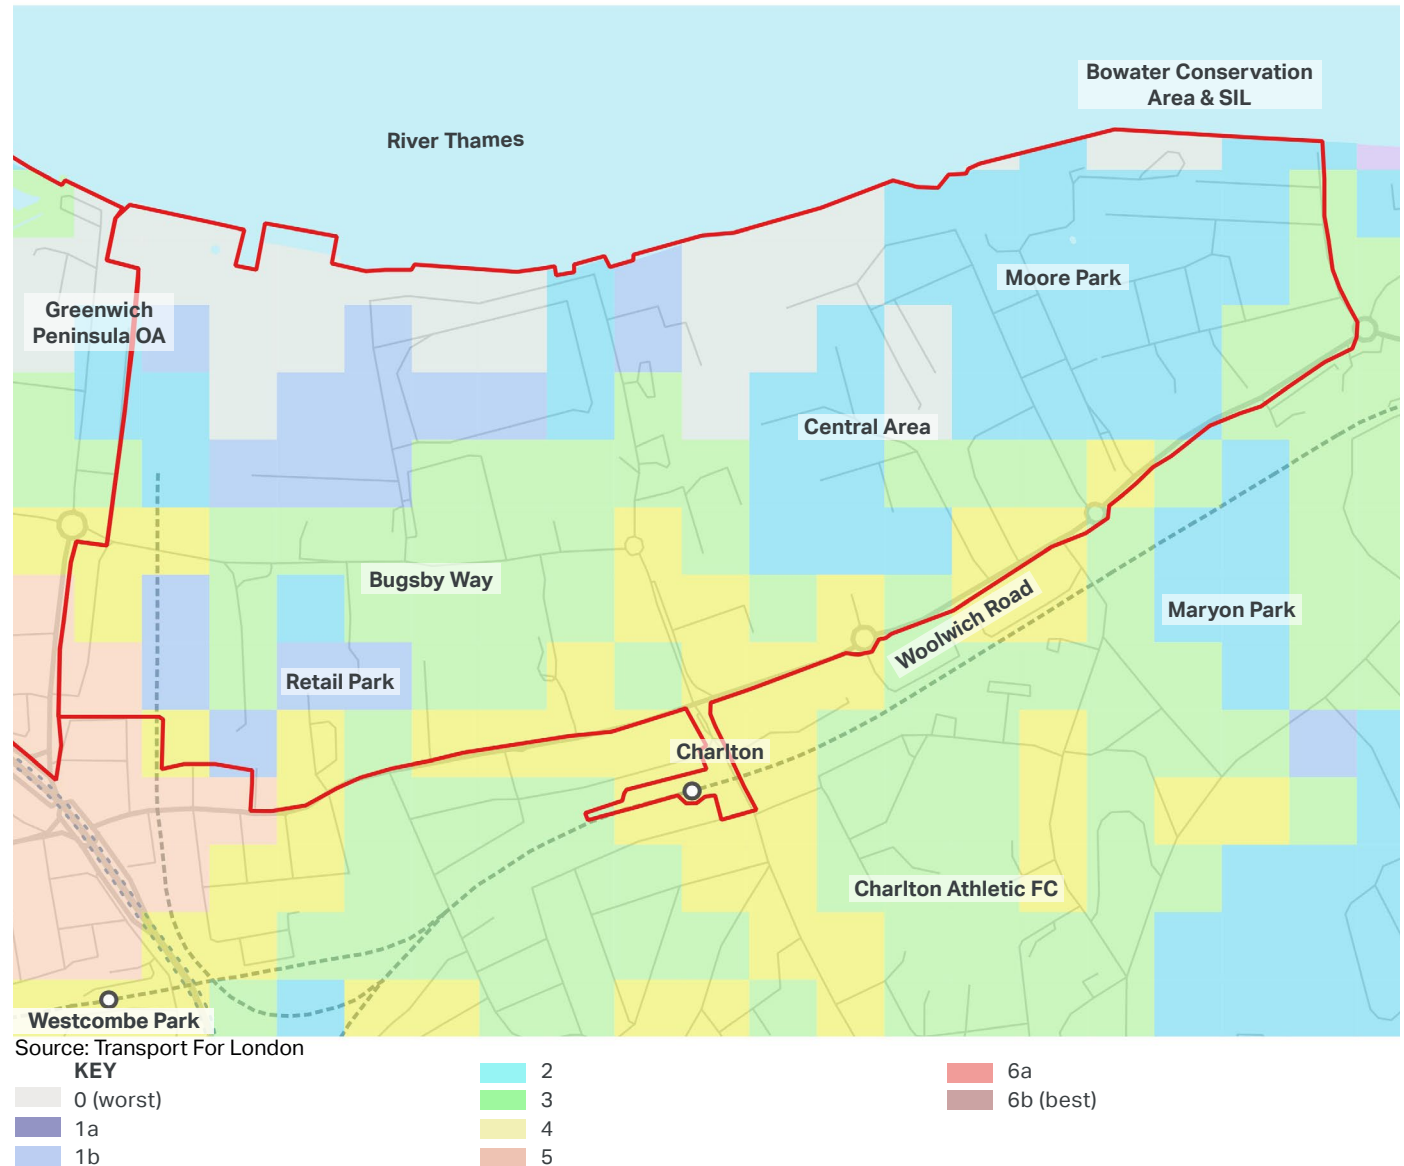 Bowater Conservation
Area & SIL
River Thames
Moore Park
Greenwich
Peninsula OA
Central Area
Bugsby Way
Woolwich Road
Maryon Park
Retail Park
Charlton
Charlton Athletic FC
Westcombe Park
Source: Transport For London
KEY
0 (worst)
1a
1b
2
3
4
5
6a
6b (best)